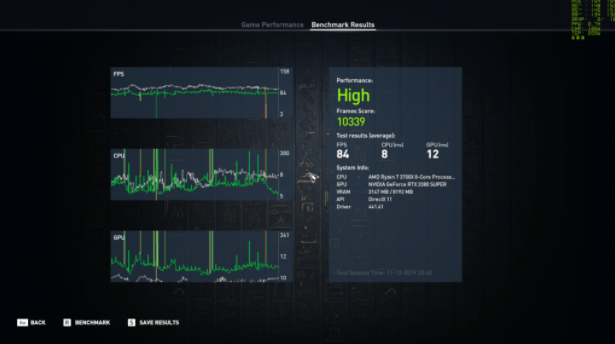 Game Performance Benchmark Results
FPS
158
84
3
CPU
380
8
5
GPU
341
12
10
Performance:
High
Frames Score:
10339
Test results (average):
FPS CPU (ms) GPU (ms)
84 8 12
System Info:
CPU AMD Ryzen 7 3700X 8-Core Process...
GPU NVIDIA GeForce RTX 2080 SUPER
VRAM 3147 MB / 8192 MB
API DirectX 11
Driver 441.41
Test Session Time:
Esc BACK
R BENCHMARK
S SAVE RESULTS